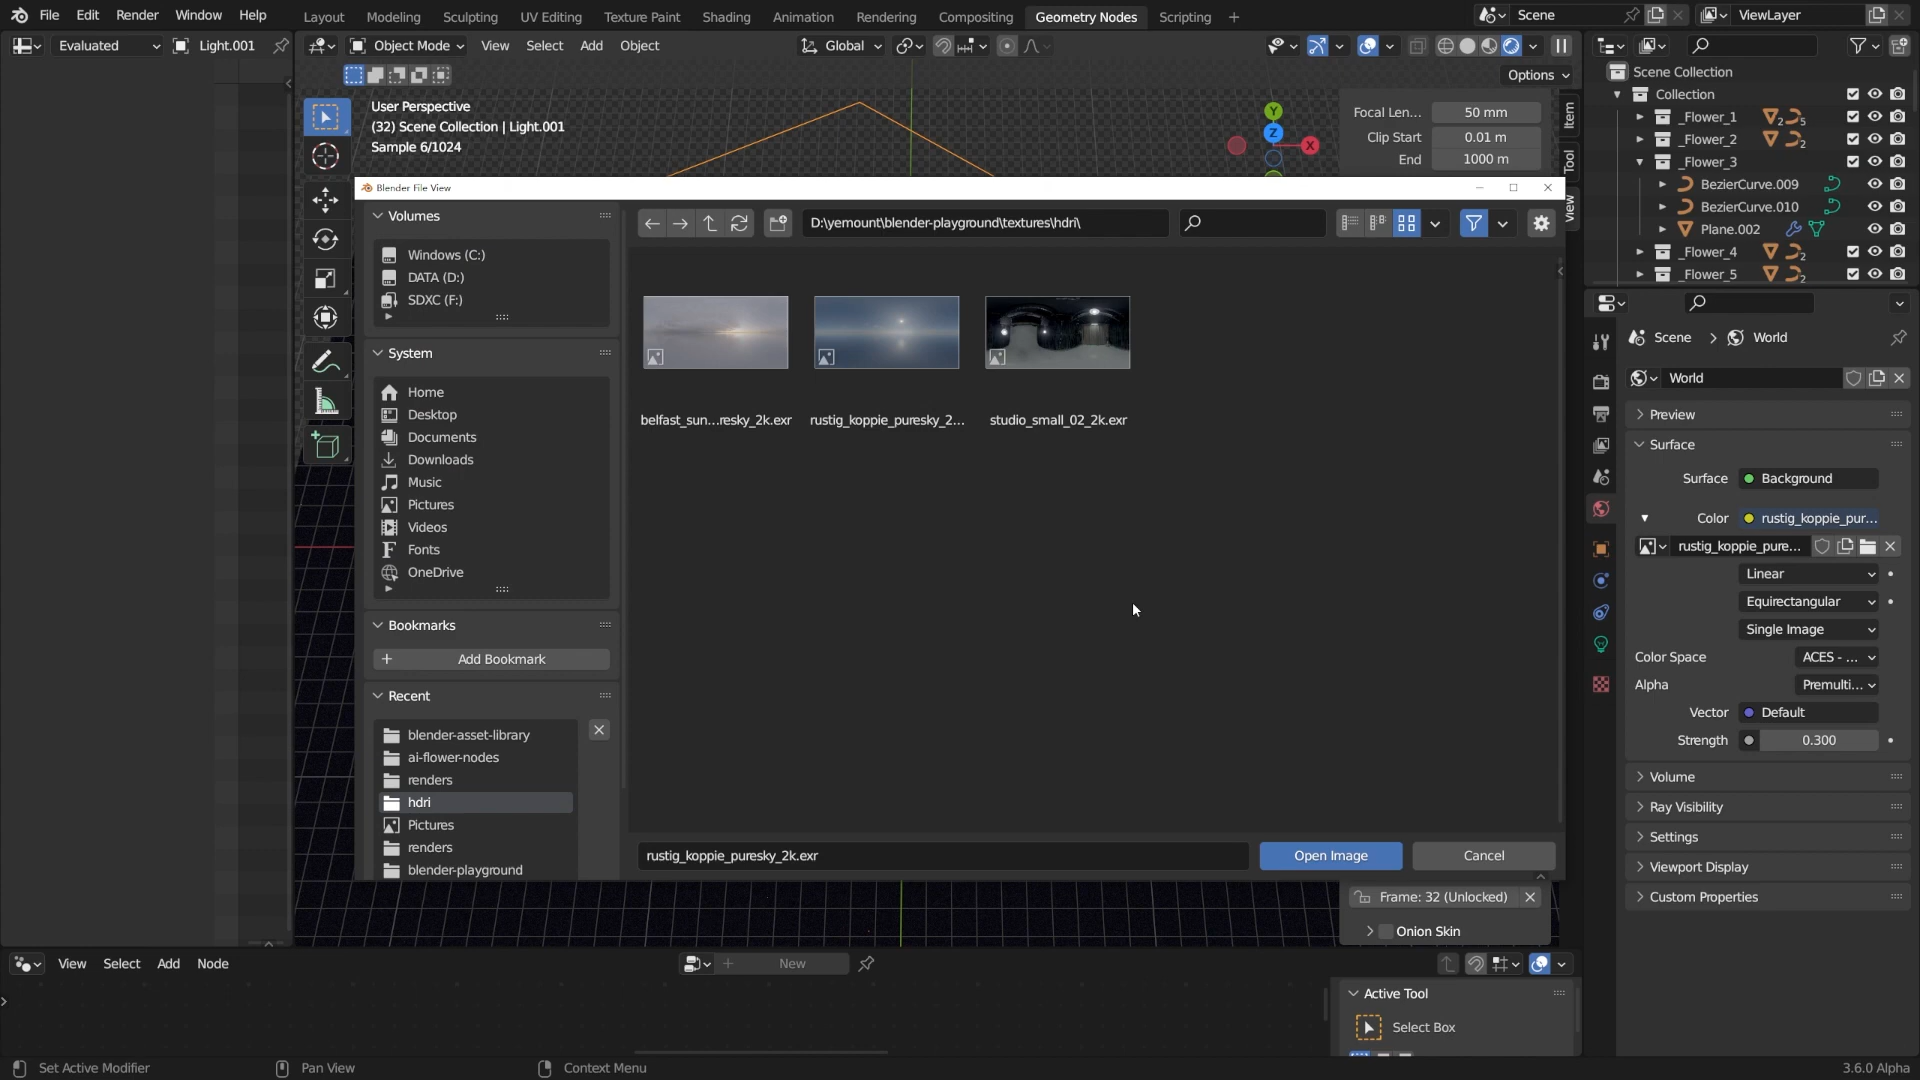 File Edit Render Window Help Layout Modeling Sculpting UV Editing Texture Paint Shading Animation Rendering Compositing Geometry Nodes Scripting + Scene ViewLayer
Evaluated Light.001 Object Mode View Select Add Object Global
Options
User Perspective
(32) Scene Collection | Light.001
Sample 6/1024
Y
Z
X
Focal Len... 50 mm
Clip Start 0.01 m
End 1000 m
Item
Tool
View
Scene Collection
Collection
_Flower_1 2 5
_Flower_2 2
_Flower_3
BezierCurve.009
BezierCurve.010
Plane.002
_Flower_4 2
_Flower_5 2
Blender File View
Volumes
Windows (C:)
DATA (D:)
SDXC (F:)
System
Home
Desktop
Documents
Downloads
Music
Pictures
Videos
Fonts
OneDrive
Bookmarks
+ Add Bookmark
Recent
blender-asset-library
ai-flower-nodes
renders
hdri
Pictures
renders
blender-playground
D:\yemount\blender-playground\textures\hdri\
belfast_sun...resky_2k.exr
rustig_koppie_puresky_2...
studio_small_02_2k.exr
rustig_koppie_puresky_2k.exr
Open Image
Cancel
Scene > World
World
Preview
Surface
Surface Background
Color rustig_koppie_pur...
rustig_koppie_pure...
Linear
Equirectangular
Single Image
Color Space ACES - ...
Alpha Premulti...
Vector Default
Strength 0.300
Volume
Ray Visibility
Settings
Viewport Display
Custom Properties
Frame: 32 (Unlocked)
Onion Skin
View Select Add Node + New
Active Tool
Select Box
Set Active Modifier Pan View Context Menu 3.6.0 Alpha